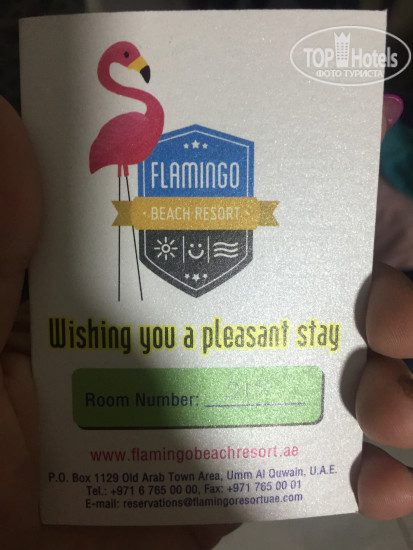 TOP Hotels
ФОТО ТУРИСТА
FLAMINGO
BEACH RESORT
Wishing you a pleasant stay
Room Number:
www.flamingobeachresort.ae
P.O. Box 1129 Old Arab Town Area, Umm Al Quwain, U.A.E.
Tel.: +971 6 765 00 00, Fax: +971 765 00 01
E-mail: reservations@flamingoresortuae.com